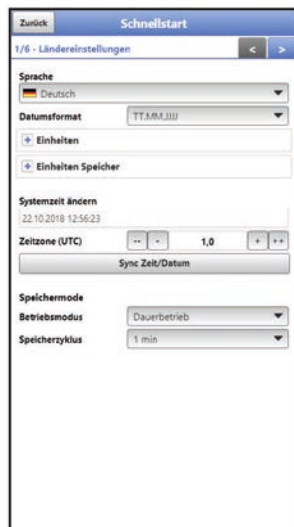 Zurück Schnellstart
1/6 - Ländereinstellungen < >
Sprache
Deutsch
Datumsformat TT.MM.JJJJ
+ Einheiten
+ Einheiten Speicher
Systemzeit ändern
22.10.2018 12:56:23
Zeitzone (UTC) -- - 1,0 + ++
Sync Zeit/Datum
Speichermode
Betriebsmodus Dauerbetrieb
Speicherzyklus 1 min